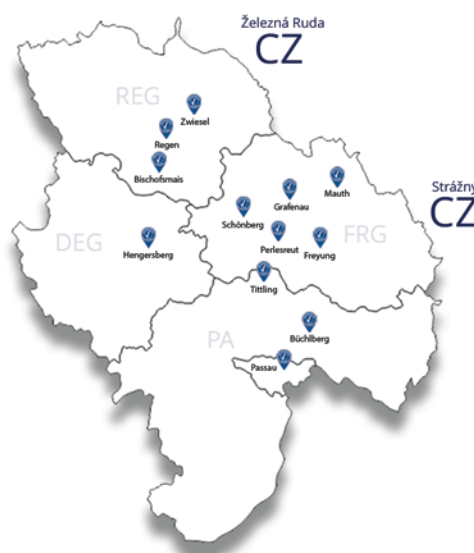 Železná Ruda
CZ
REG
Zwiesel
Regen
Bischofsmais
Mauth
Grafenau
Strážný
CZ
Schönberg
DEG
FRG
Perlesreut
Freyung
Hengersberg
Tittling
PA
Büchlberg
Passau